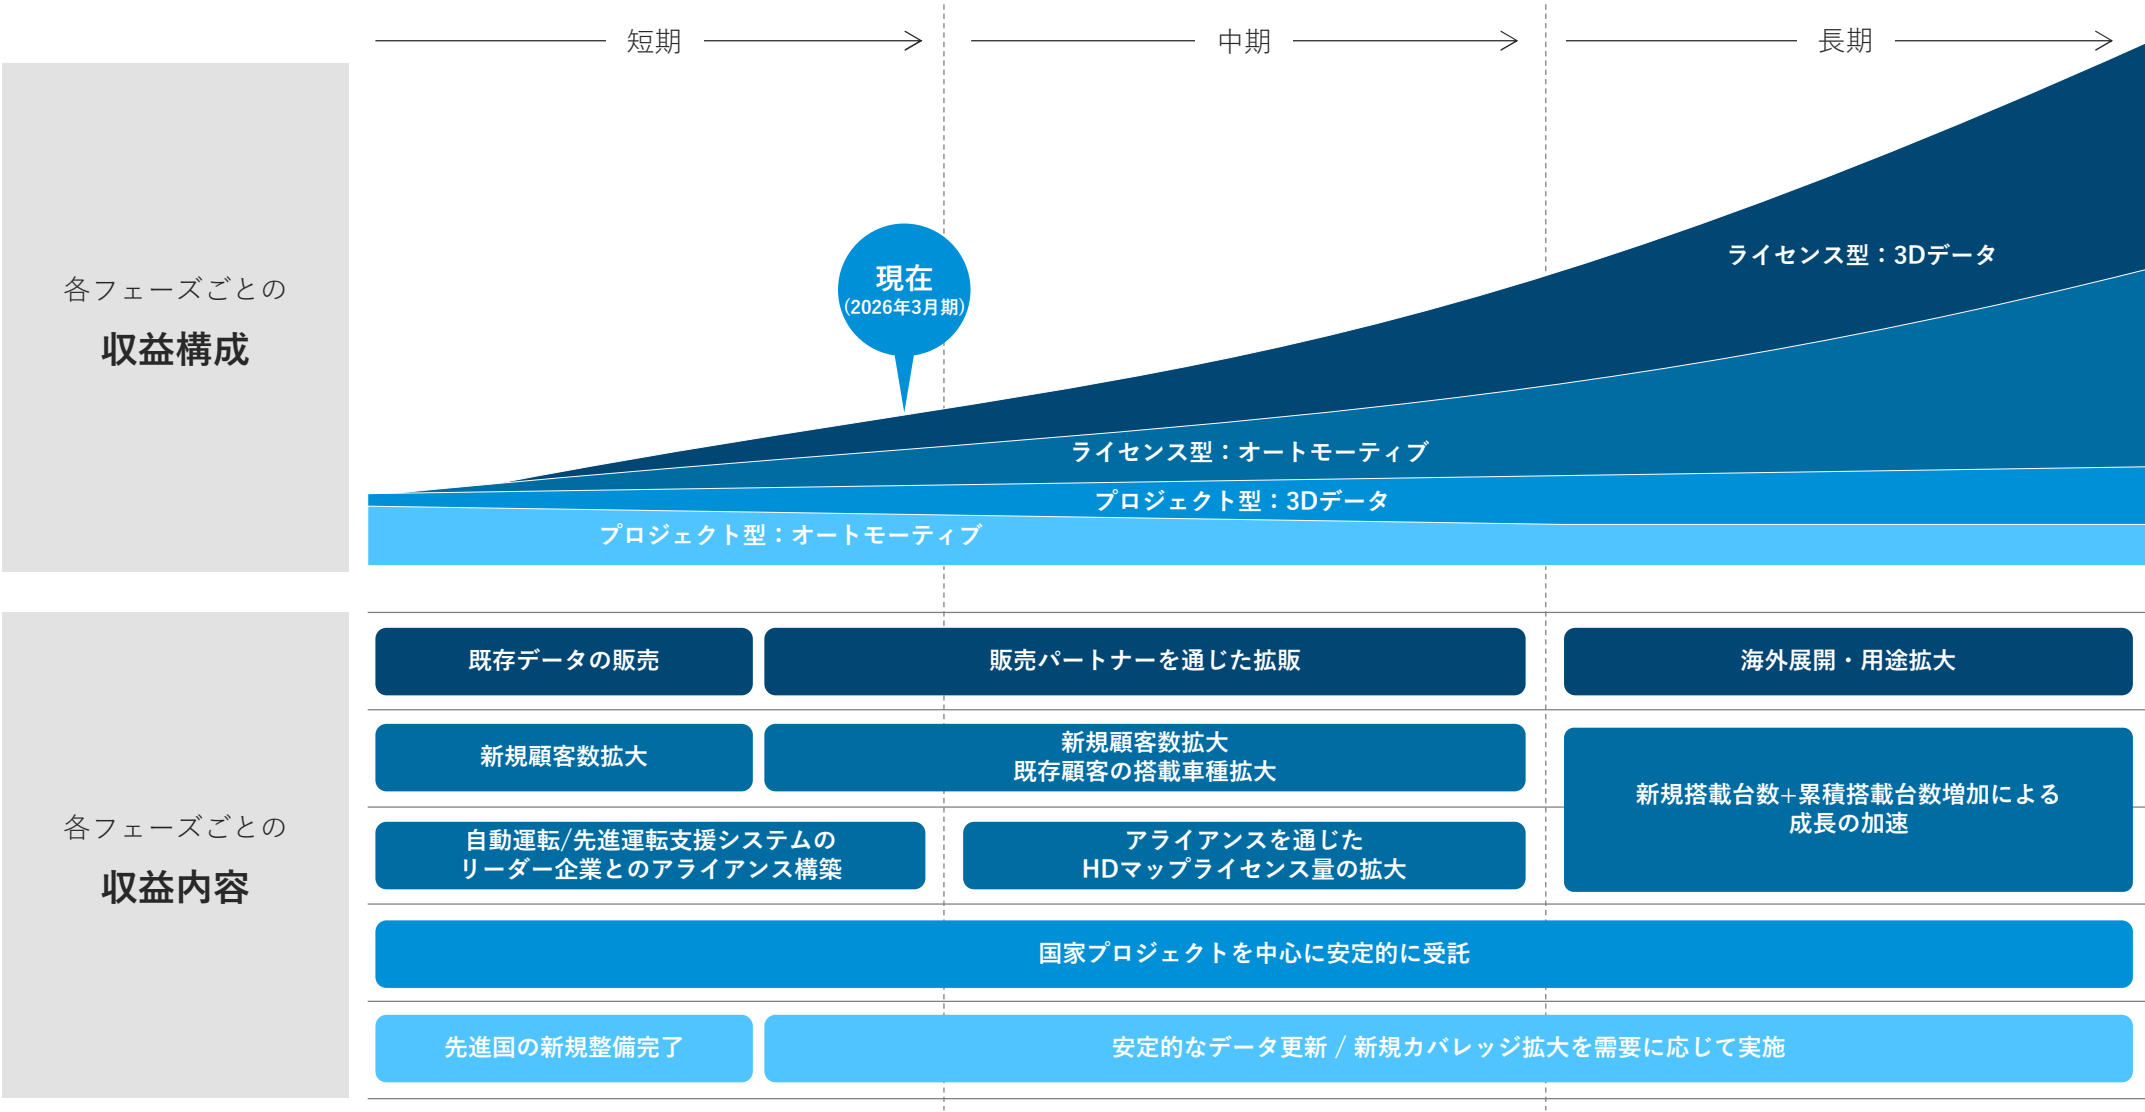 短期
中期
長期
各フェーズごとの
収益構成
現在
(2026年3月期)
ライセンス型：3Dデータ
ライセンス型：オートモーティブ
プロジェクト型：3Dデータ
プロジェクト型：オートモーティブ
各フェーズごとの
収益内容
既存データの販売
販売パートナーを通じた拡販
海外展開・用途拡大
新規顧客数拡大
新規顧客数拡大
既存顧客の搭載車種拡大
新規搭載台数+累積搭載台数増加による
成長の加速
自動運転/先進運転支援システムの
リーダー企業とのアライアンス構築
アライアンスを通じた
HDマップライセンス量の拡大
国家プロジェクトを中心に安定的に受託
先進国の新規整備完了
安定的なデータ更新 / 新規カバレッジ拡大を需要に応じて実施